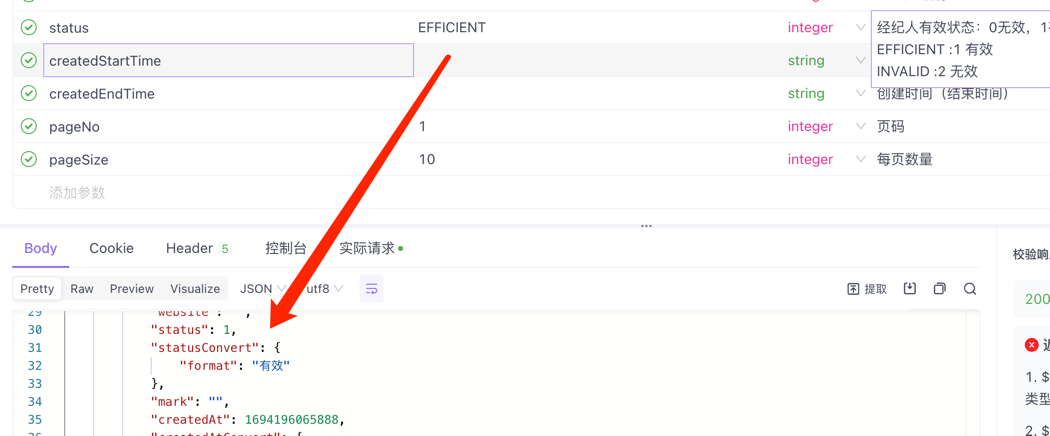 status EFFICIENT integer 经纪人有效状态：0无效，1
EFFICIENT :1 有效
INVALID :2 无效
createdStartTime string
createdEndTime string 创建时间（结束时间）
pageNo 1 integer 页码
pageSize 10 integer 每页数量
添加参数
Body Cookie Header 5 控制台 实际请求
校验响
Pretty Raw Preview Visualize JSON utf8 提取
200
29 "website": "",
30 "status": 1,
31 "statusConvert": {
32 "format": "有效"
33 },
34 "mark": "",
35 "createdAt": 1694196065888,
36 "createdAtConvert": {
1. $
类型
2. $